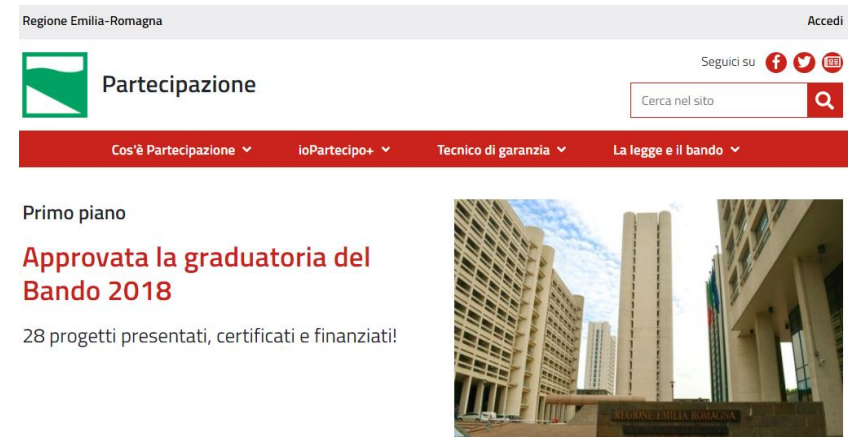 Regione Emilia-Romagna
Accedi
Seguici su
Partecipazione
Cerca nel sito
Cos'è Partecipazione
ioPartecipo+
Tecnico di garanzia
La legge e il bando
Primo piano
Approvata la graduatoria del
Bando 2018
28 progetti presentati, certificati e finanziati!
REGIONE EMILIA ROMAGNA